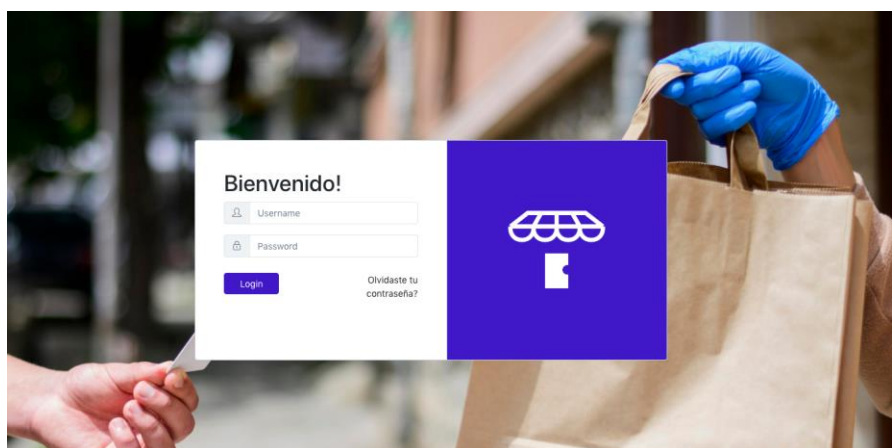 Bienvenido!
Username
Password
Login
Olvidaste tu
contraseña?